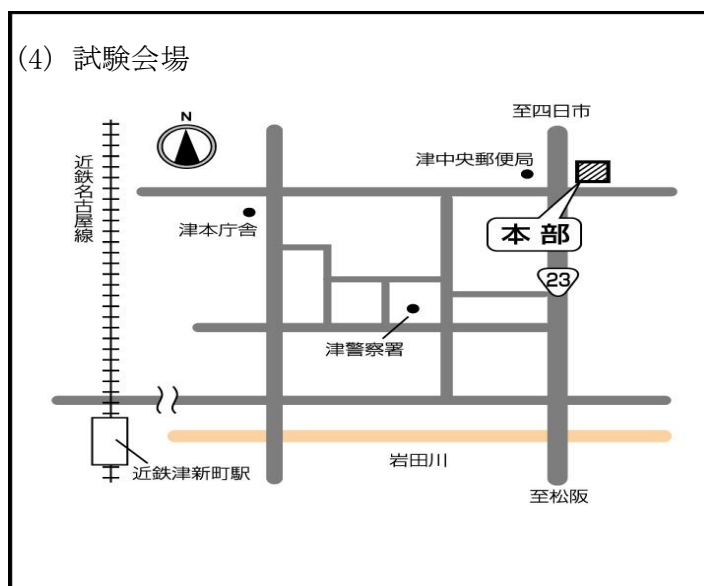 (4) 試験会場
至四日市
N
津中央郵便局
近鉄名古屋線
津本庁舎
本部
23
津警察署
岩田川
近鉄津新町駅
至松阪